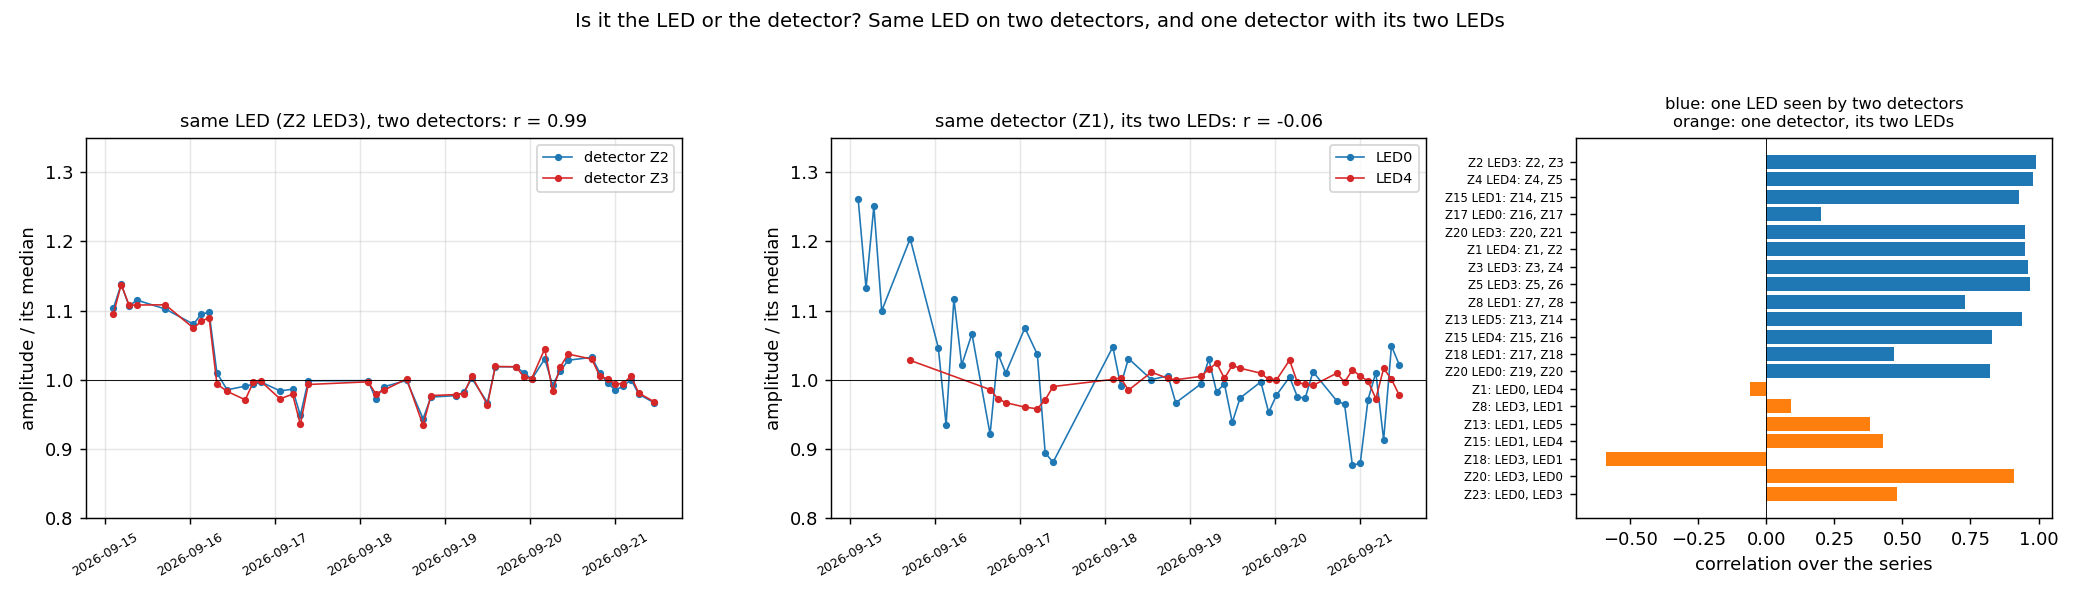 Is it the LED or the detector? Same LED on two detectors, and one detector with its two LEDs
same LED (Z2 LED3), two detectors: r = 0.99
amplitude / its median
1.3
1.2
1.1
1.0
0.9
0.8
detector Z2
detector Z3
2026-09-15
2026-09-16
2026-09-17
2026-09-18
2026-09-19
2026-09-20
2026-09-21
same detector (Z1), its two LEDs: r = -0.06
amplitude / its median
1.3
1.2
1.1
1.0
0.9
0.8
LED0
LED4
2026-09-15
2026-09-16
2026-09-17
2026-09-18
2026-09-19
2026-09-20
2026-09-21
blue: one LED seen by two detectors
orange: one detector, its two LEDs
Z2 LED3: Z2, Z3
Z4 LED4: Z4, Z5
Z15 LED1: Z14, Z15
Z17 LED0: Z16, Z17
Z20 LED3: Z20, Z21
Z1 LED4: Z1, Z2
Z3 LED3: Z3, Z4
Z5 LED3: Z5, Z6
Z8 LED1: Z7, Z8
Z13 LED5: Z13, Z14
Z15 LED4: Z15, Z16
Z18 LED1: Z17, Z18
Z20 LED0: Z19, Z20
Z1: LED0, LED4
Z8: LED3, LED1
Z13: LED1, LED5
Z15: LED1, LED4
Z18: LED3, LED1
Z20: LED3, LED0
Z23: LED0, LED3
−0.50 −0.25 0.00 0.25 0.50 0.75 1.00
correlation over the series